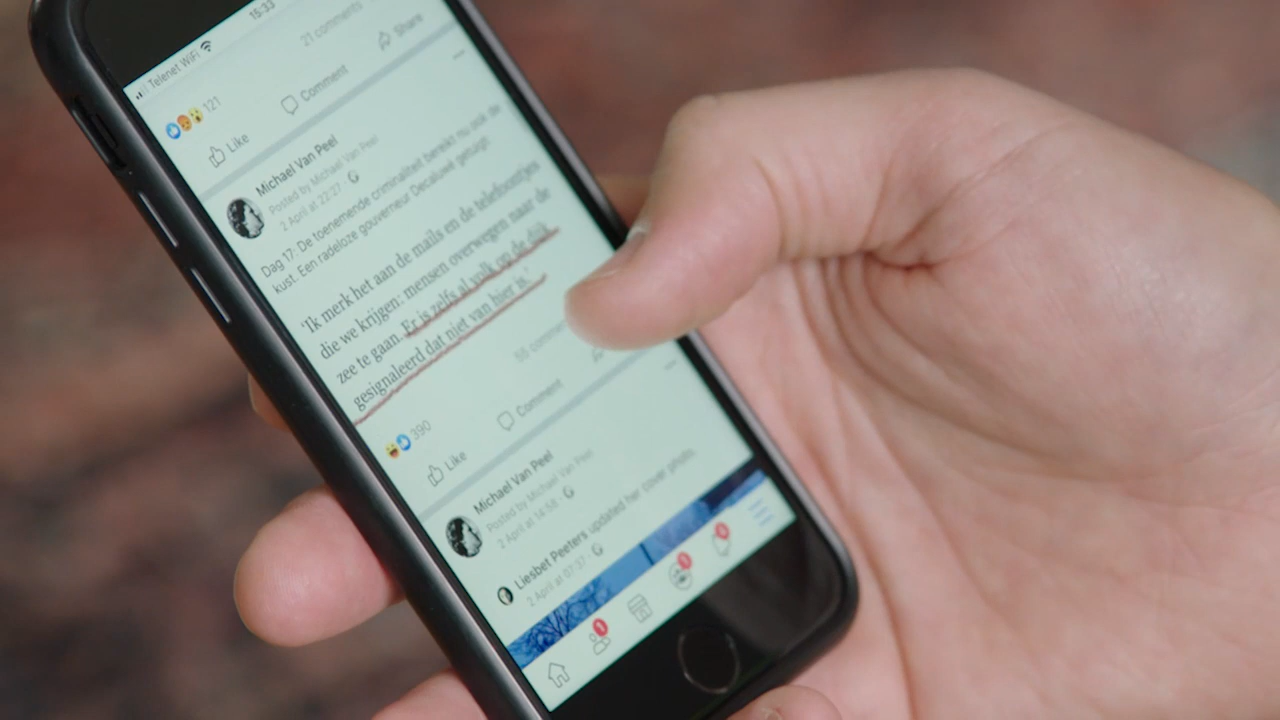 Telenet WiFi 15:33
121
21 comments
Like
Comment
Share
Michael Van Peel
Posted by Michael Van Peel
2 April at 22:27
Dag 17: De toenemende criminaliteit bereikt nu ook de
kust. Een radeloze gouverneur Decaluwé getuigt:
'Ik merk het aan de mails en de telefoontjes
die we krijgen: mensen overwegen naar de
zee te gaan. Er is zelfs al volk op de dijk
gesignaleerd dat niet van hier is.'
390
55
Like
Comment
Michael Van Peel
Posted by Michael Van Peel
2 April at 14:58
Liesbet Peeters updated her cover photo.
2 April at 07:37
1
1
1